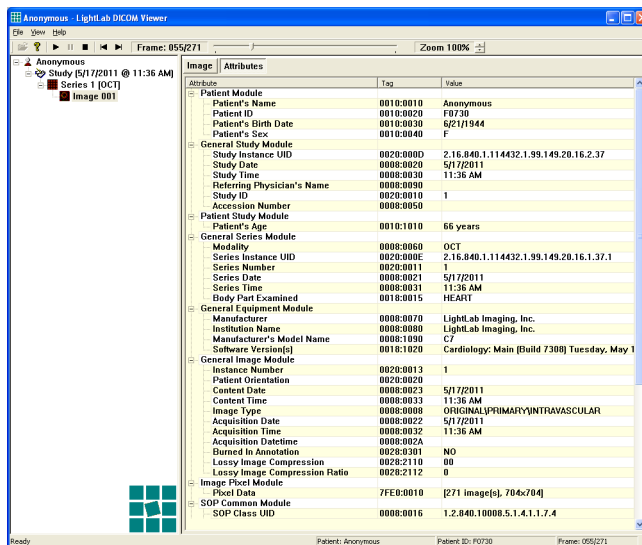 Anonymous - LightLab DICOM Viewer
File View Help
Frame: 055/271 Zoom 100%
Anonymous
Study [5/17/2011 @ 11:36 AM]
Series 1 [OCT]
Image 001
Image Attributes
Attribute Tag Value
Patient Module
Patient's Name 0010:0010 Anonymous
Patient ID 0010:0020 F0730
Patient's Birth Date 0010:0030 6/21/1944
Patient's Sex 0010:0040 F
General Study Module
Study Instance UID 0020:000D 2.16.840.1.114432.1.99.149.20.16.2.37
Study Date 0008:0020 5/17/2011
Study Time 0008:0030 11:36 AM
Referring Physician's Name 0008:0090
Study ID 0020:0010 1
Accession Number 0008:0050
Patient Study Module
Patient's Age 0010:1010 66 years
General Series Module
Modality 0008:0060 OCT
Series Instance UID 0020:000E 2.16.840.1.114432.1.99.149.20.16.1.37.1
Series Number 0020:0011 1
Series Date 0008:0021 5/17/2011
Series Time 0008:0031 11:36 AM
Body Part Examined 0018:0015 HEART
General Equipment Module
Manufacturer 0008:0070 LightLab Imaging, Inc.
Institution Name 0008:0080 LightLab Imaging, Inc.
Manufacturer's Model Name 0008:1090 C7
Software Version(s) 0018:1020 Cardiology: Main (Build 7308) Tuesday, May 1
General Image Module
Instance Number 0020:0013 1
Patient Orientation 0020:0020
Content Date 0008:0023 5/17/2011
Content Time 0008:0033 11:36 AM
Image Type 0008:0008 ORIGINAL\PRIMARY\INTRAVASCULAR
Acquisition Date 0008:0022 5/17/2011
Acquisition Time 0008:0032 11:36 AM
Acquisition Datetime 0008:002A
Burned In Annotation 0028:0301 NO
Lossy Image Compression 0028:2110 00
Lossy Image Compression Ratio 0028:2112 0
Image Pixel Module
Pixel Data 7FE0:0010 [271 image(s), 704x704]
SOP Common Module
SOP Class UID 0008:0016 1.2.840.10008.5.1.4.1.1.7.4
Ready Patient: Anonymous Patient ID: F0730 Frame: 055/271